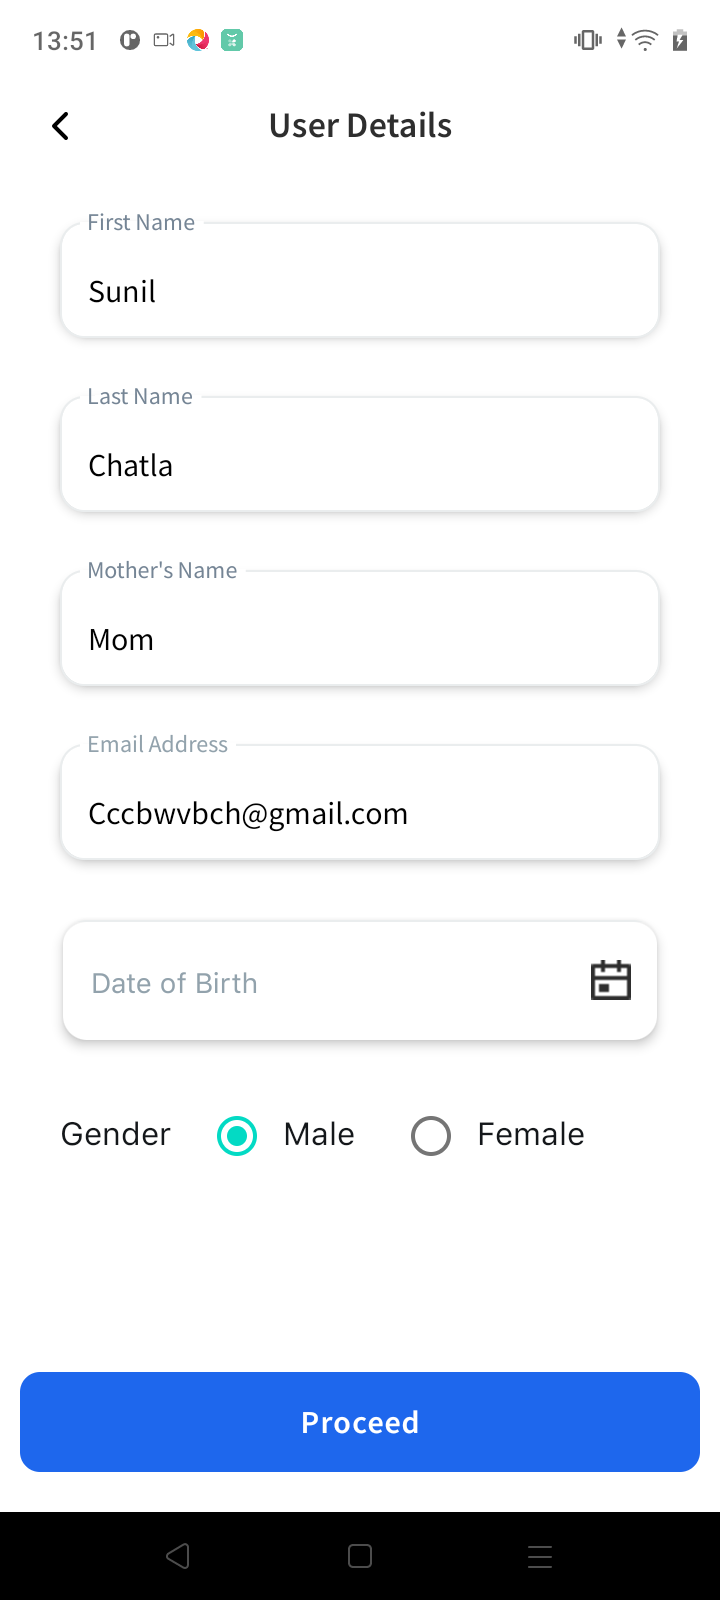 13:51
User Details
First Name
Sunil
Last Name
Chatla
Mother's Name
Mom
Email Address
Cccbwvbch@gmail.com
Date of Birth
Gender Male Female
Proceed